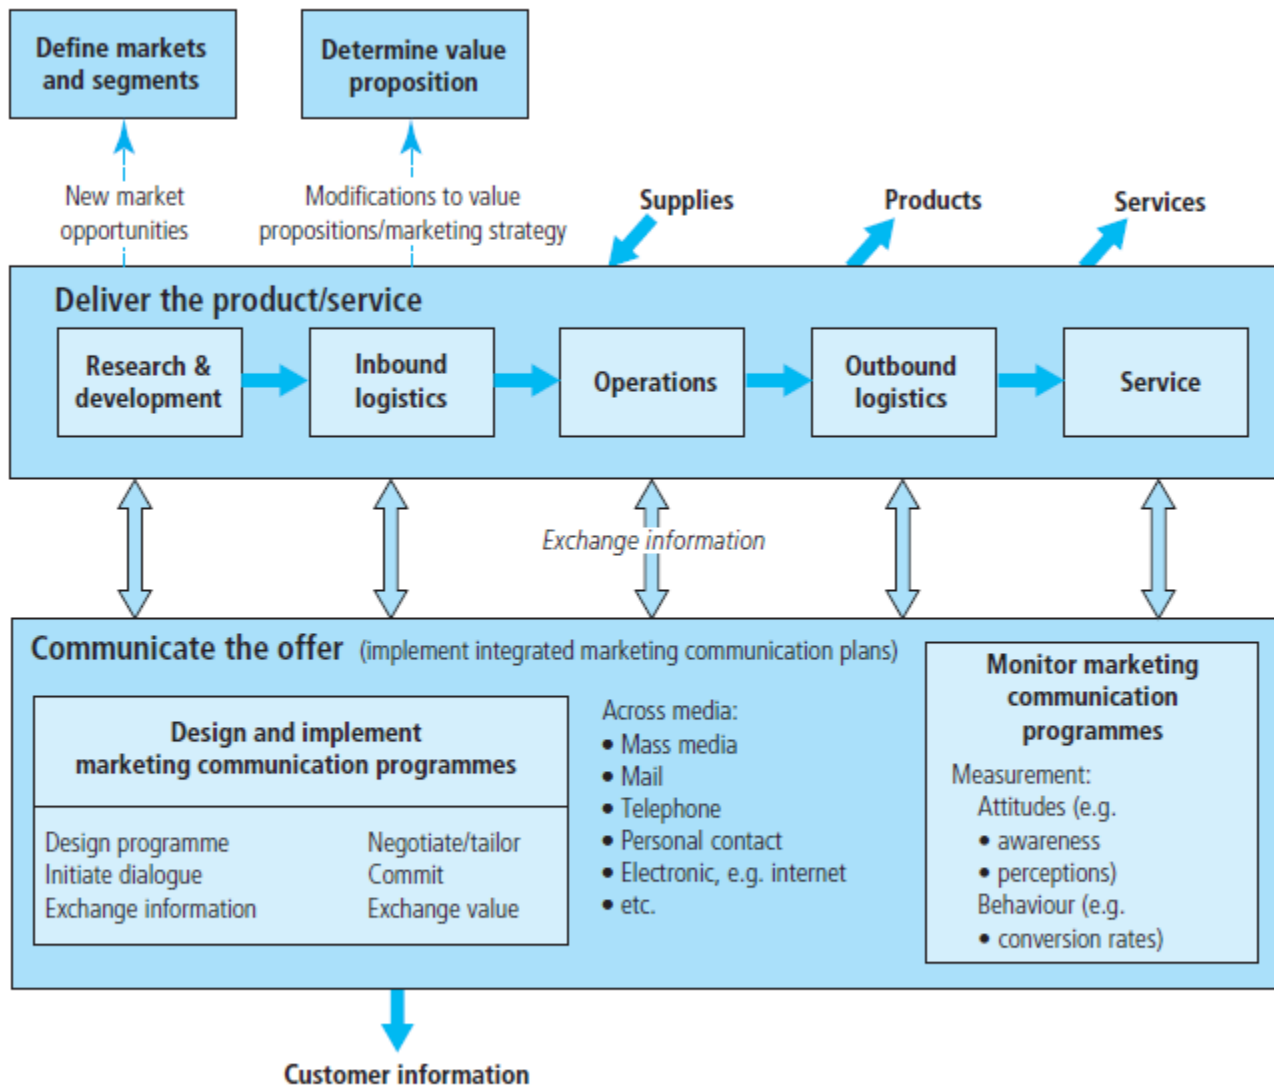 Define markets
and segments
Determine value
proposition
New market
opportunities
Modifications to value
propositions/marketing strategy
Supplies
Products
Services
Deliver the product/service
Research &
development
Inbound
logistics
Operations
Outbound
logistics
Service
Exchange information
Communicate the offer (implement integrated marketing communication plans)
Design and implement
marketing communication programmes
Design programme
Initiate dialogue
Exchange information
Negotiate/tailor
Commit
Exchange value
Across media:
• Mass media
• Mail
• Telephone
• Personal contact
• Electronic, e.g. internet
• etc.
Monitor marketing
communication
programmes
Measurement:
Attitudes (e.g.
• awareness
• perceptions)
Behaviour (e.g.
• conversion rates)
Customer information